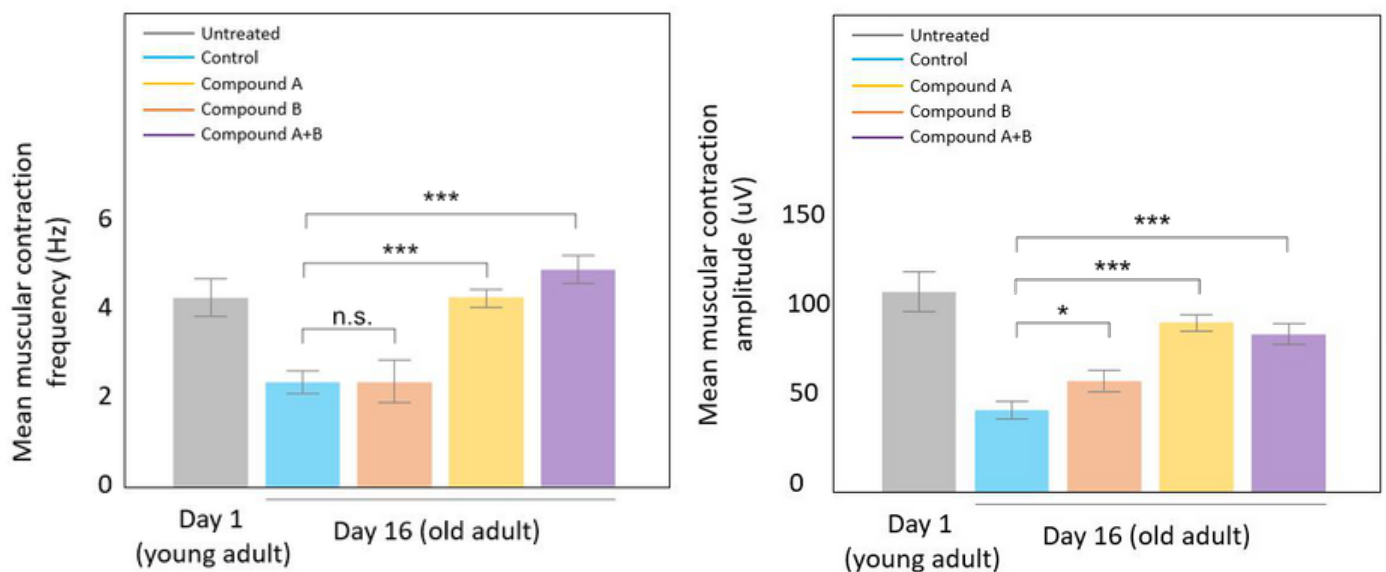 Untreated
Control
Compound A
Compound B
Compound A+B
Mean muscular contraction
frequency (Hz)
6
4
2
0
***
***
n.s.
Day 1
(young adult)
Day 16 (old adult)
Untreated
Control
Compound A
Compound B
Compound A+B
Mean muscular contraction
amplitude (uV)
150
100
50
0
***
***
*
Day 1
(young adult)
Day 16 (old adult)